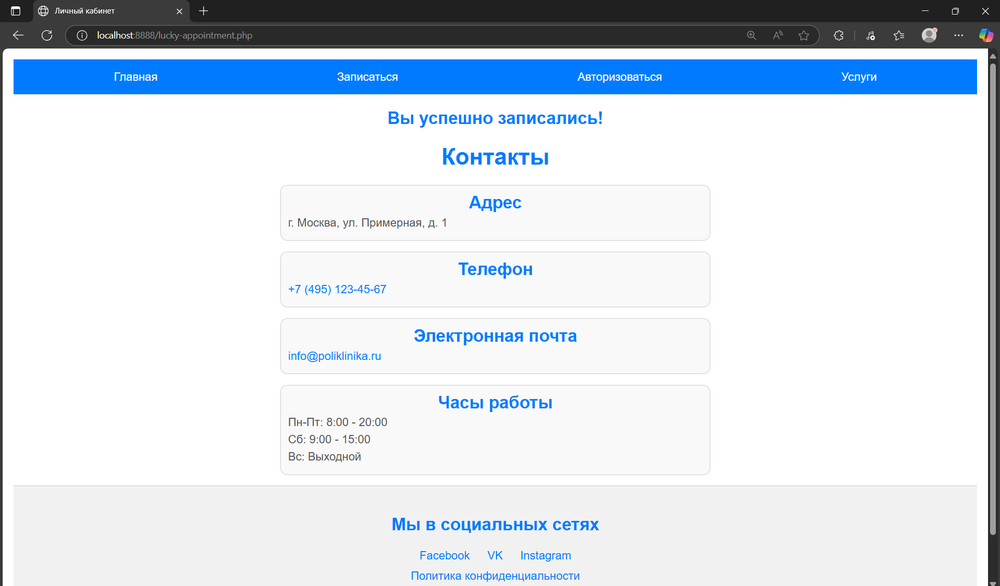 Личный кабинет
localhost:8888/lucky-appointment.php
Главная Записаться Авторизоваться Услуги
Вы успешно записались!
Контакты
Адрес
г. Москва, ул. Примерная, д. 1
Телефон
+7 (495) 123-45-67
Электронная почта
info@poliklinika.ru
Часы работы
Пн-Пт: 8:00 - 20:00
Сб: 9:00 - 15:00
Вс: Выходной
Мы в социальных сетях
Facebook VK Instagram
Политика конфиденциальности